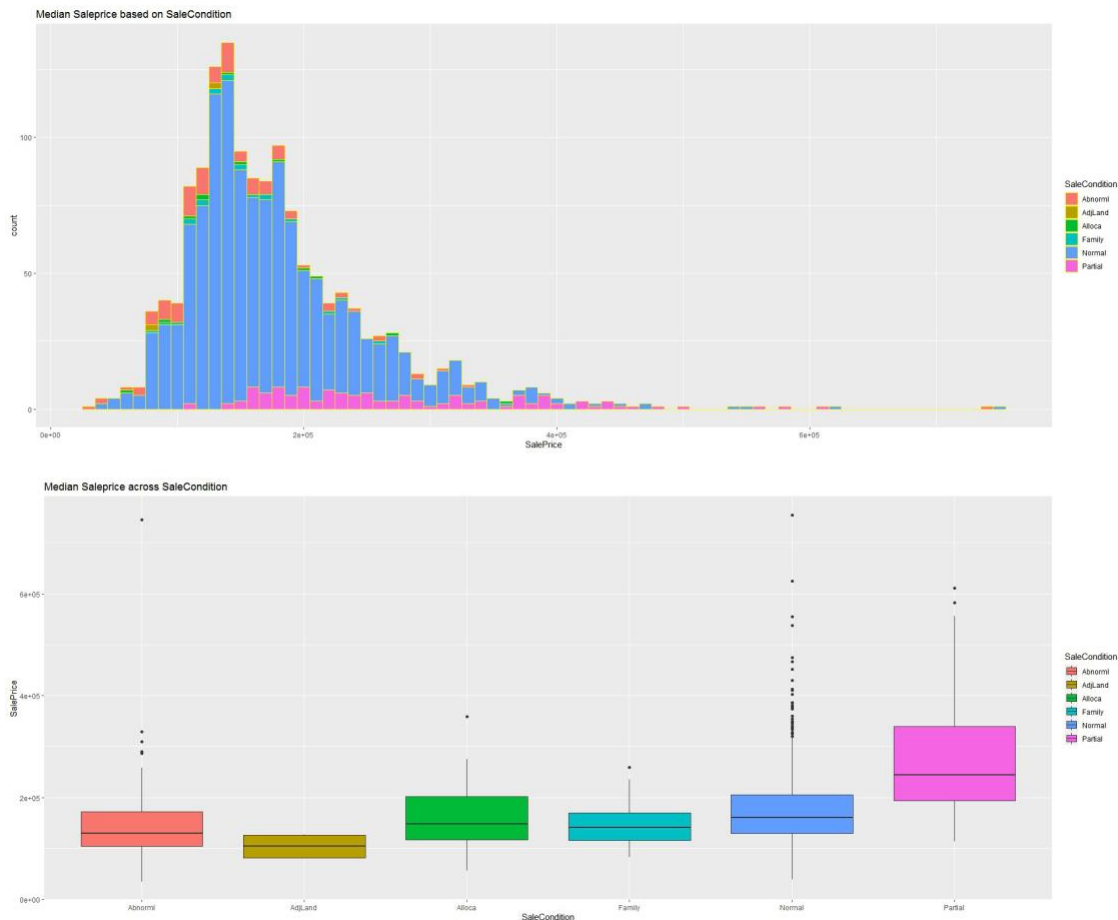 Median Saleprice based on SaleCondition
100
50
0
count
0e+00 2e+05 4e+05 6e+05
SalePrice
SaleCondition
Abnorml
AdjLand
Alloca
Family
Normal
Partial
Median Saleprice across SaleCondition
6e+05
4e+05
2e+05
0e+00
SalePrice
Abnorml AdjLand Alloca Family Normal Partial
SaleCondition
SaleCondition
Abnorml
AdjLand
Alloca
Family
Normal
Partial